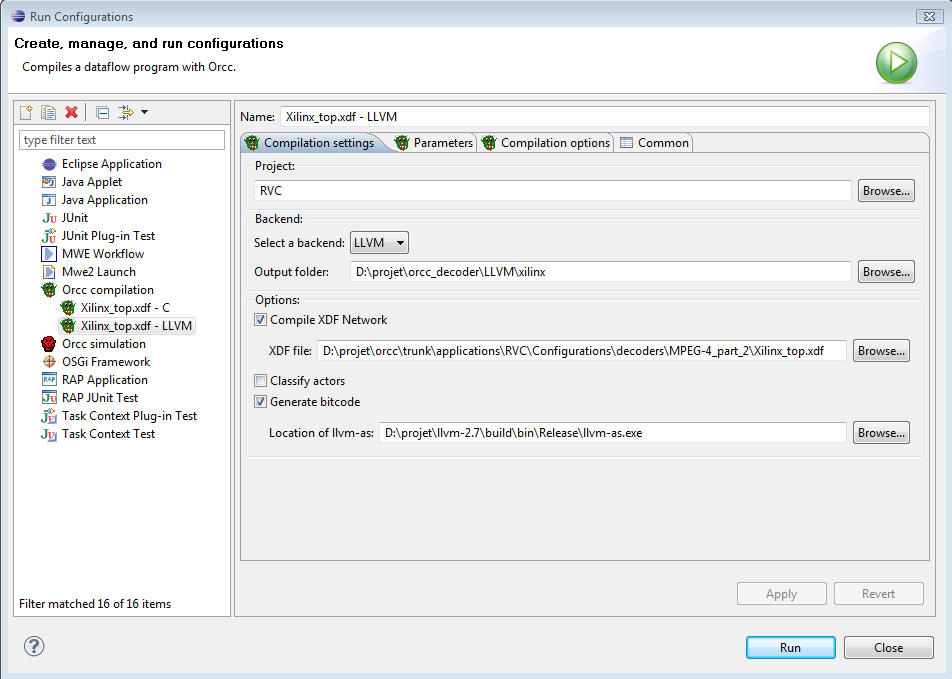 Run Configurations
Create, manage, and run configurations
Compiles a dataflow program with Orcc.
type filter text
Eclipse Application
Java Applet
Java Application
JUnit
JUnit Plug-in Test
MWE Workflow
Mwe2 Launch
Orcc compilation
Xilinx_top.xdf - C
Xilinx_top.xdf - LLVM
Orcc simulation
OSGi Framework
RAP Application
RAP JUnit Test
Task Context Plug-in Test
Task Context Test
Filter matched 16 of 16 items
Name: Xilinx_top.xdf - LLVM
Compilation settings Parameters Compilation options Common
Project:
RVC Browse...
Backend:
Select a backend: LLVM
Output folder: D:\projet\orcc_decoder\LLVM\xilinx Browse...
Options:
Compile XDF Network
XDF file: D:\projet\orcc\trunk\applications\RVC\Configurations\decoders\MPEG-4_part_2\Xilinx_top.xdf Browse...
Classify actors
Generate bitcode
Location of llvm-as: D:\projet\llvm-2.7\build\bin\Release\llvm-as.exe Browse...
Apply Revert
? Run Close